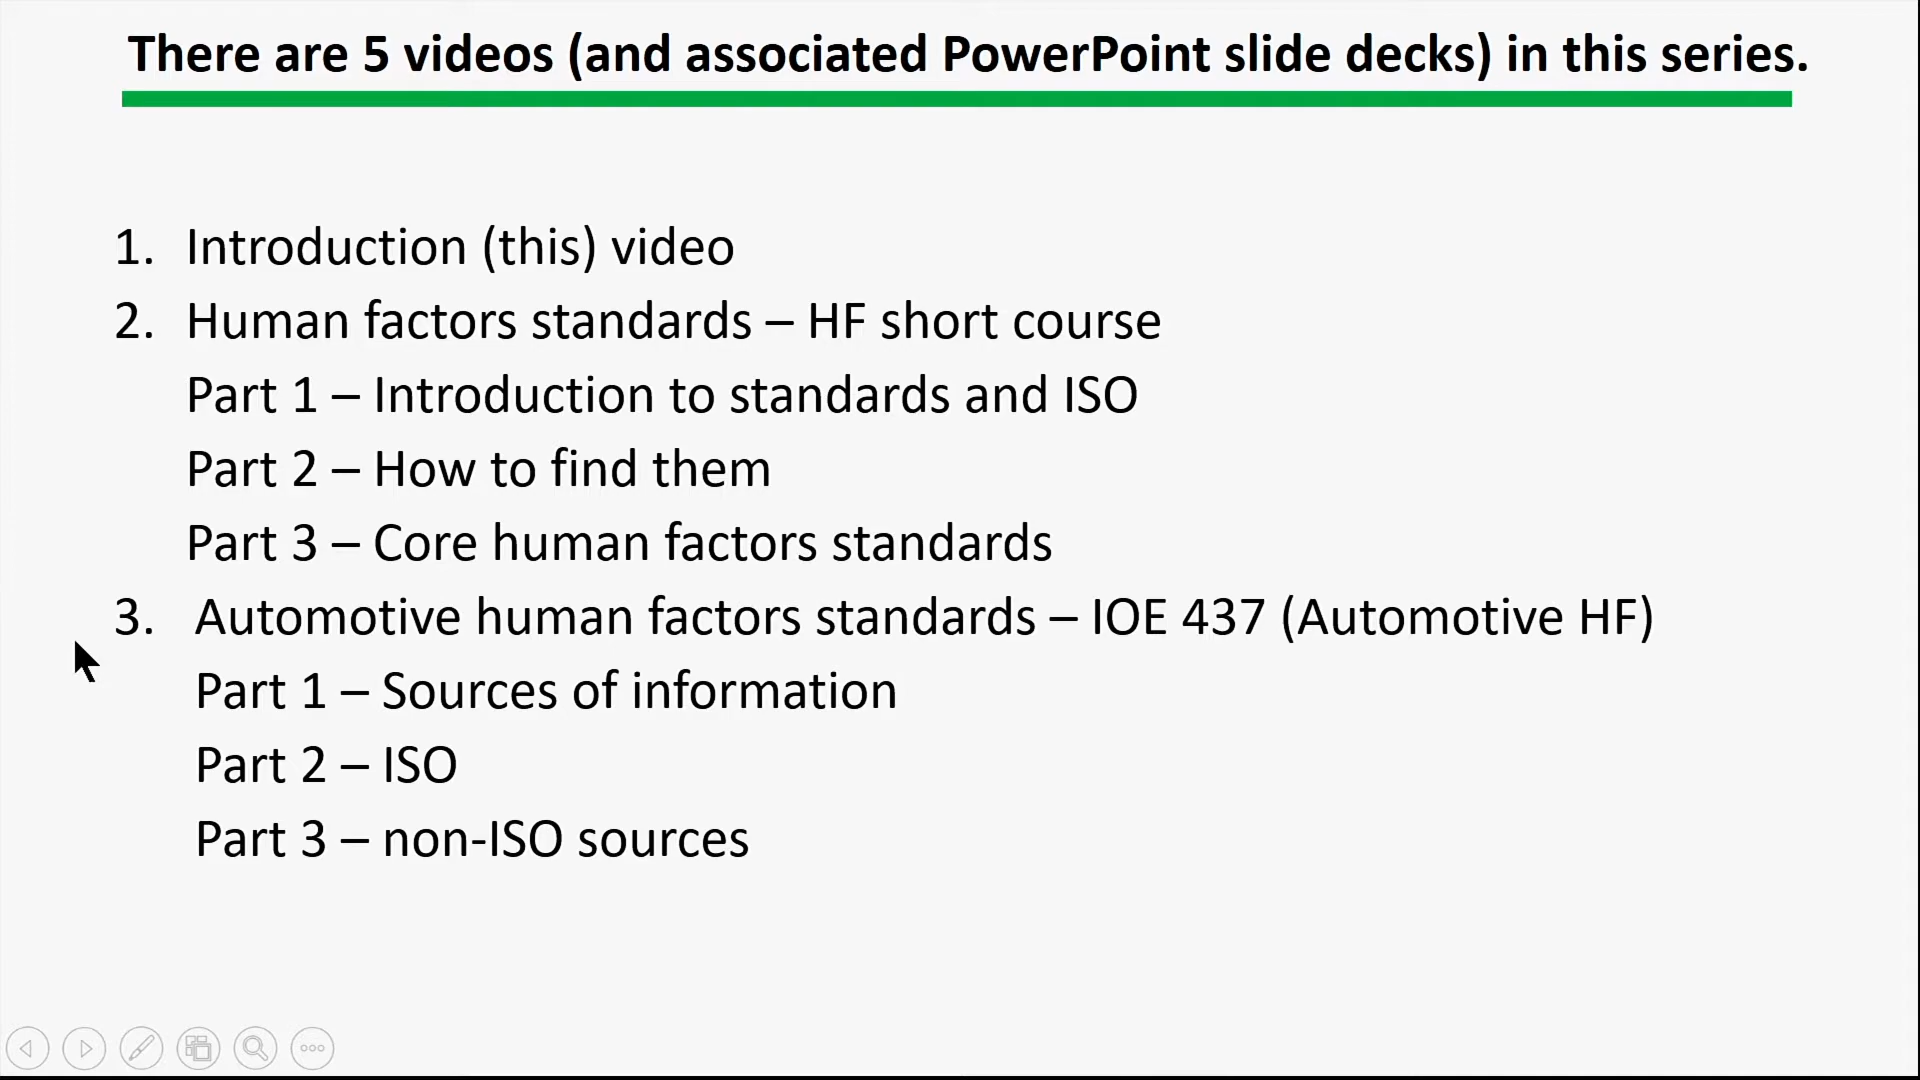 There are 5 videos (and associated PowerPoint slide decks) in this series.
1. Introduction (this) video
2. Human factors standards – HF short course
Part 1 – Introduction to standards and ISO
Part 2 – How to find them
Part 3 – Core human factors standards
3. Automotive human factors standards – IOE 437 (Automotive HF)
Part 1 – Sources of information
Part 2 – ISO
Part 3 – non-ISO sources